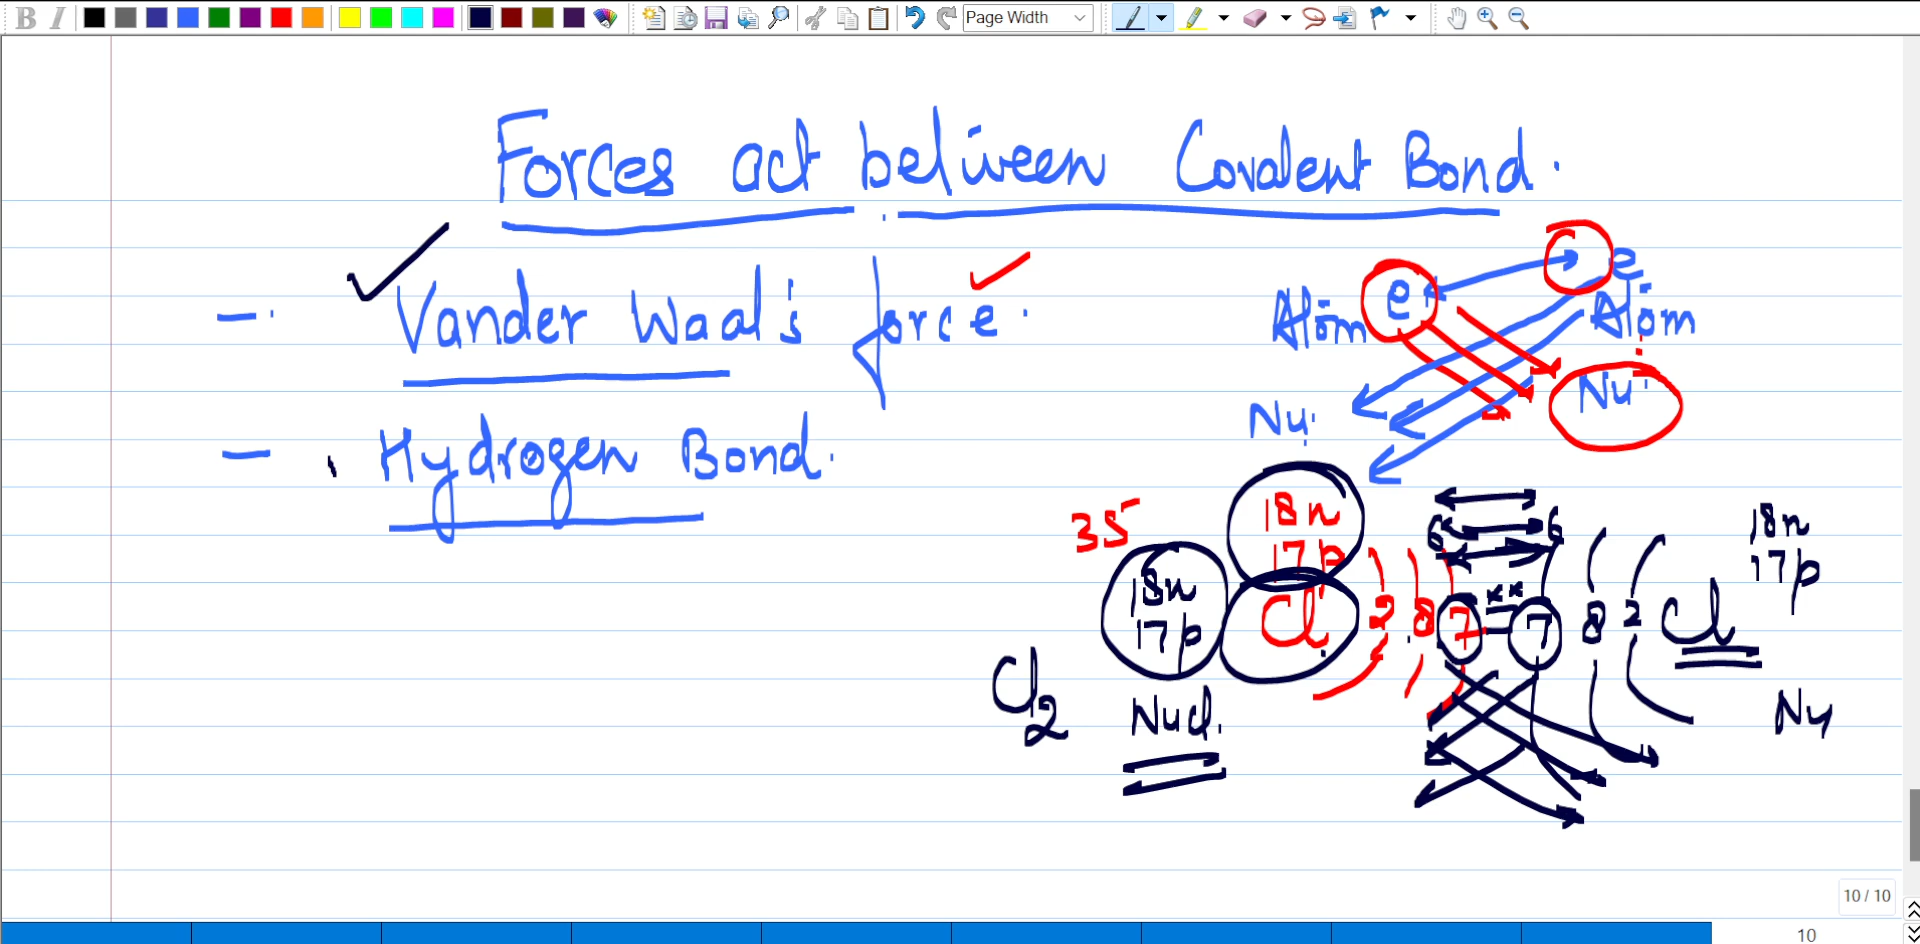 B I Page Width
Forces act between Covalent Bond.
- Vander Waal's force.
- Hydrogen Bond.
Atom e e Atom
Nu. Nu
35 18n 17p 6 6 18n 17p
18n 17p Cl 2 8 7 7 8 2 Cl
Cl2 Nucl. Nu
10 / 10
10